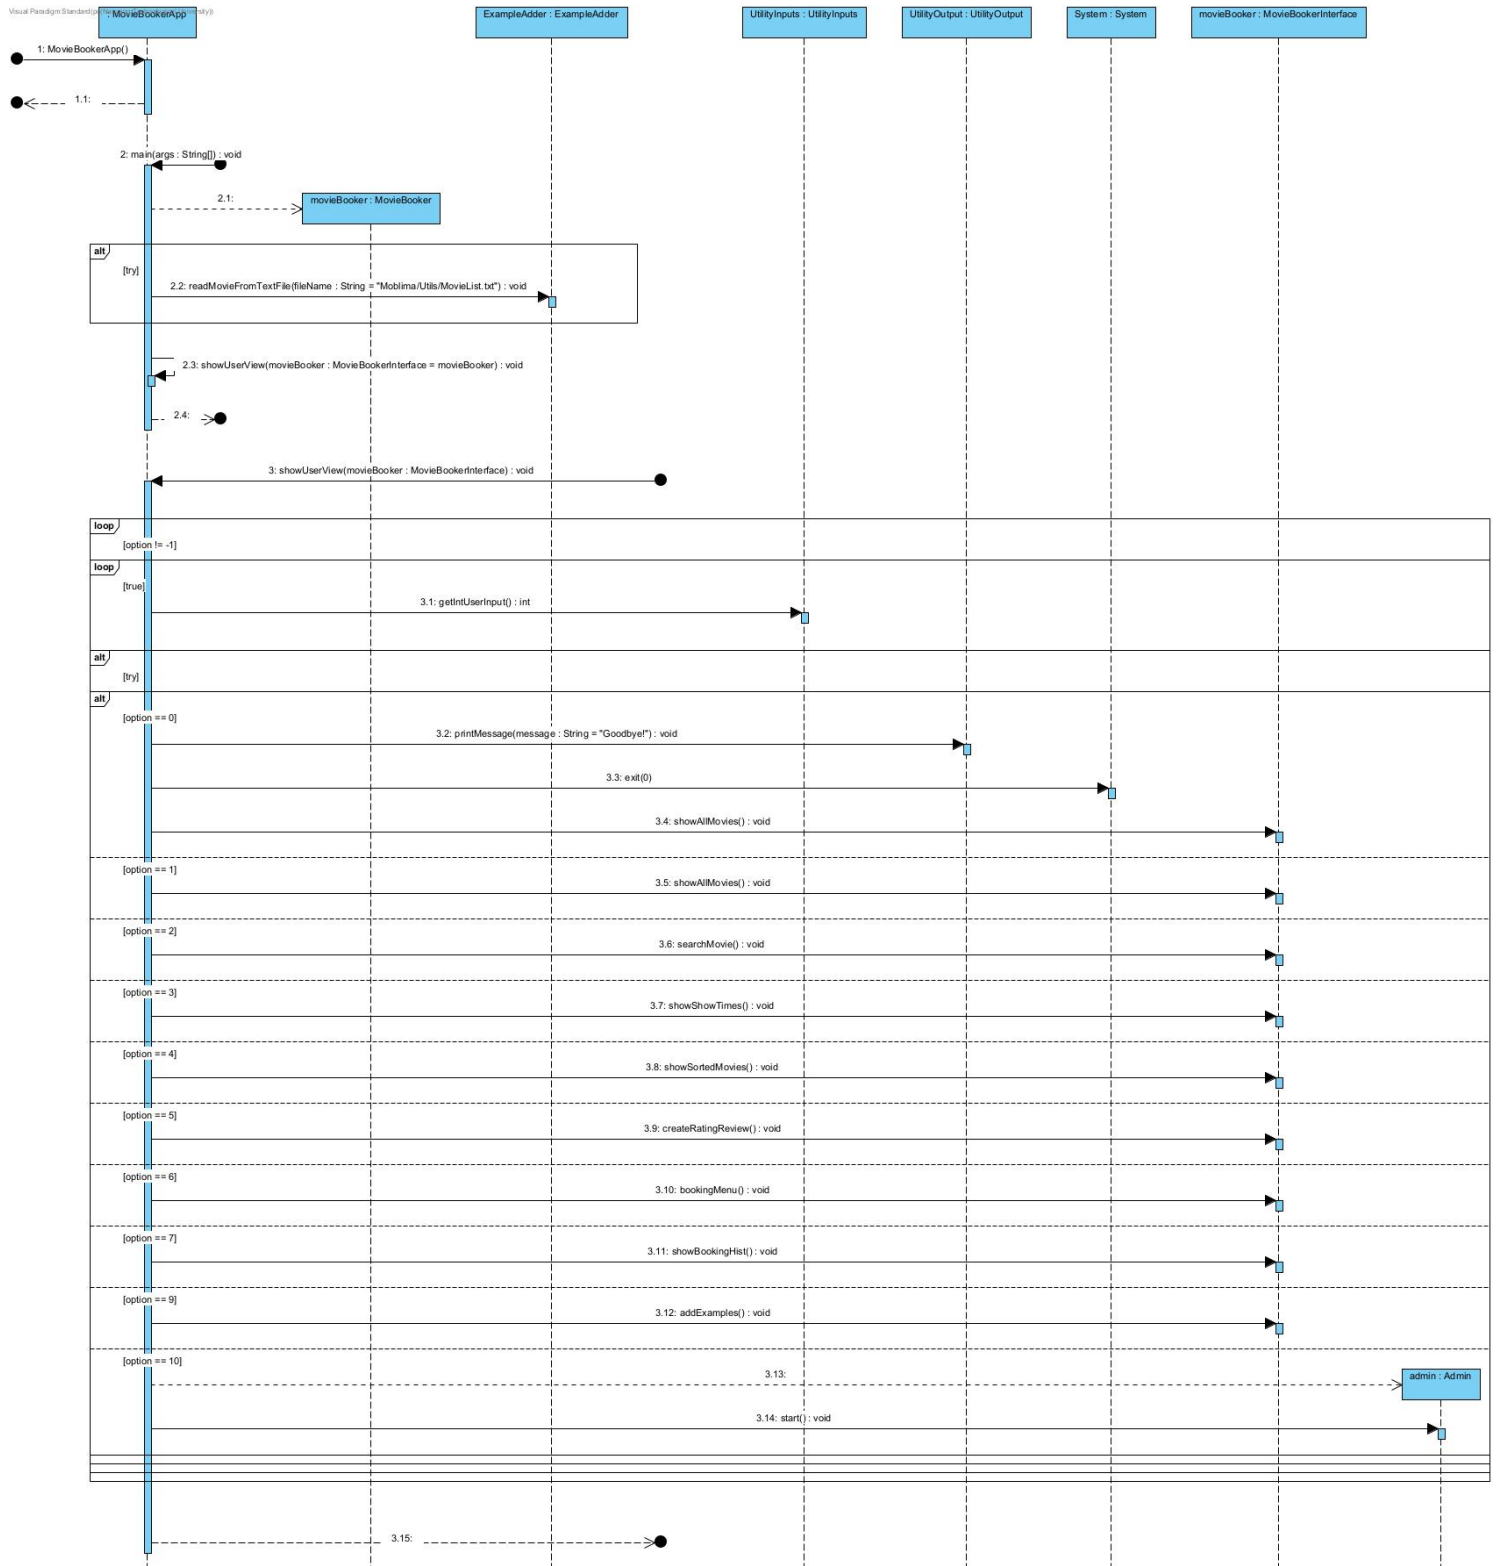 Visual Paradigm Standard
: MovieBookerApp
ExampleAdder : ExampleAdder
UtilityInputs : UtilityInputs
UtilityOutput : UtilityOutput
System : System
movieBooker : MovieBookerInterface
1: MovieBookerApp()
1.1:
2: main(args : String[]) : void
2.1:
movieBooker : MovieBooker
alt
[try]
2.2: readMovieFromTextFile(fileName : String = "Moblima/Utils/MovieList.txt") : void
2.3: showUserView(movieBooker : MovieBookerInterface = movieBooker) : void
2.4:
3: showUserView(movieBooker : MovieBookerInterface) : void
loop
[option != -1]
loop
[true]
3.1: getIntUserInput() : int
alt
[try]
alt
[option == 0]
3.2: printMessage(message : String = "Goodbye!") : void
3.3: exit(0)
3.4: showAllMovies() : void
[option == 1]
3.5: showAllMovies() : void
[option == 2]
3.6: searchMovie() : void
[option == 3]
3.7: showShowTimes() : void
[option == 4]
3.8: showSortedMovies() : void
[option == 5]
3.9: createRatingReview() : void
[option == 6]
3.10: bookingMenu() : void
[option == 7]
3.11: showBookingHist() : void
[option == 9]
3.12: addExamples() : void
[option == 10]
3.13:
admin : Admin
3.14: start() : void
3.15: